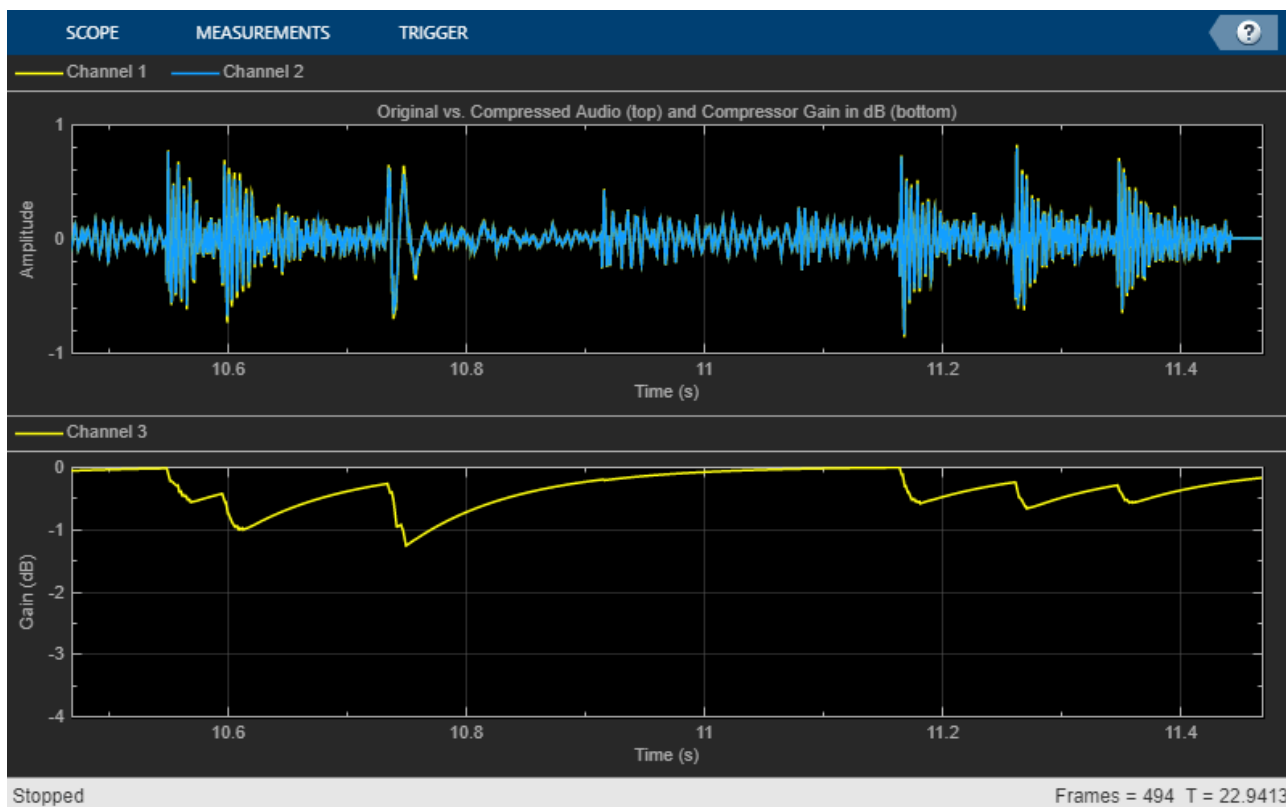 SCOPE MEASUREMENTS TRIGGER ?
Channel 1 Channel 2
Original vs. Compressed Audio (top) and Compressor Gain in dB (bottom)
1
0
-1
Amplitude
10.6 10.8 11 11.2 11.4
Time (s)
Channel 3
0
-1
-2
-3
-4
Gain (dB)
10.6 10.8 11 11.2 11.4
Time (s)
Stopped Frames = 494 T = 22.9413